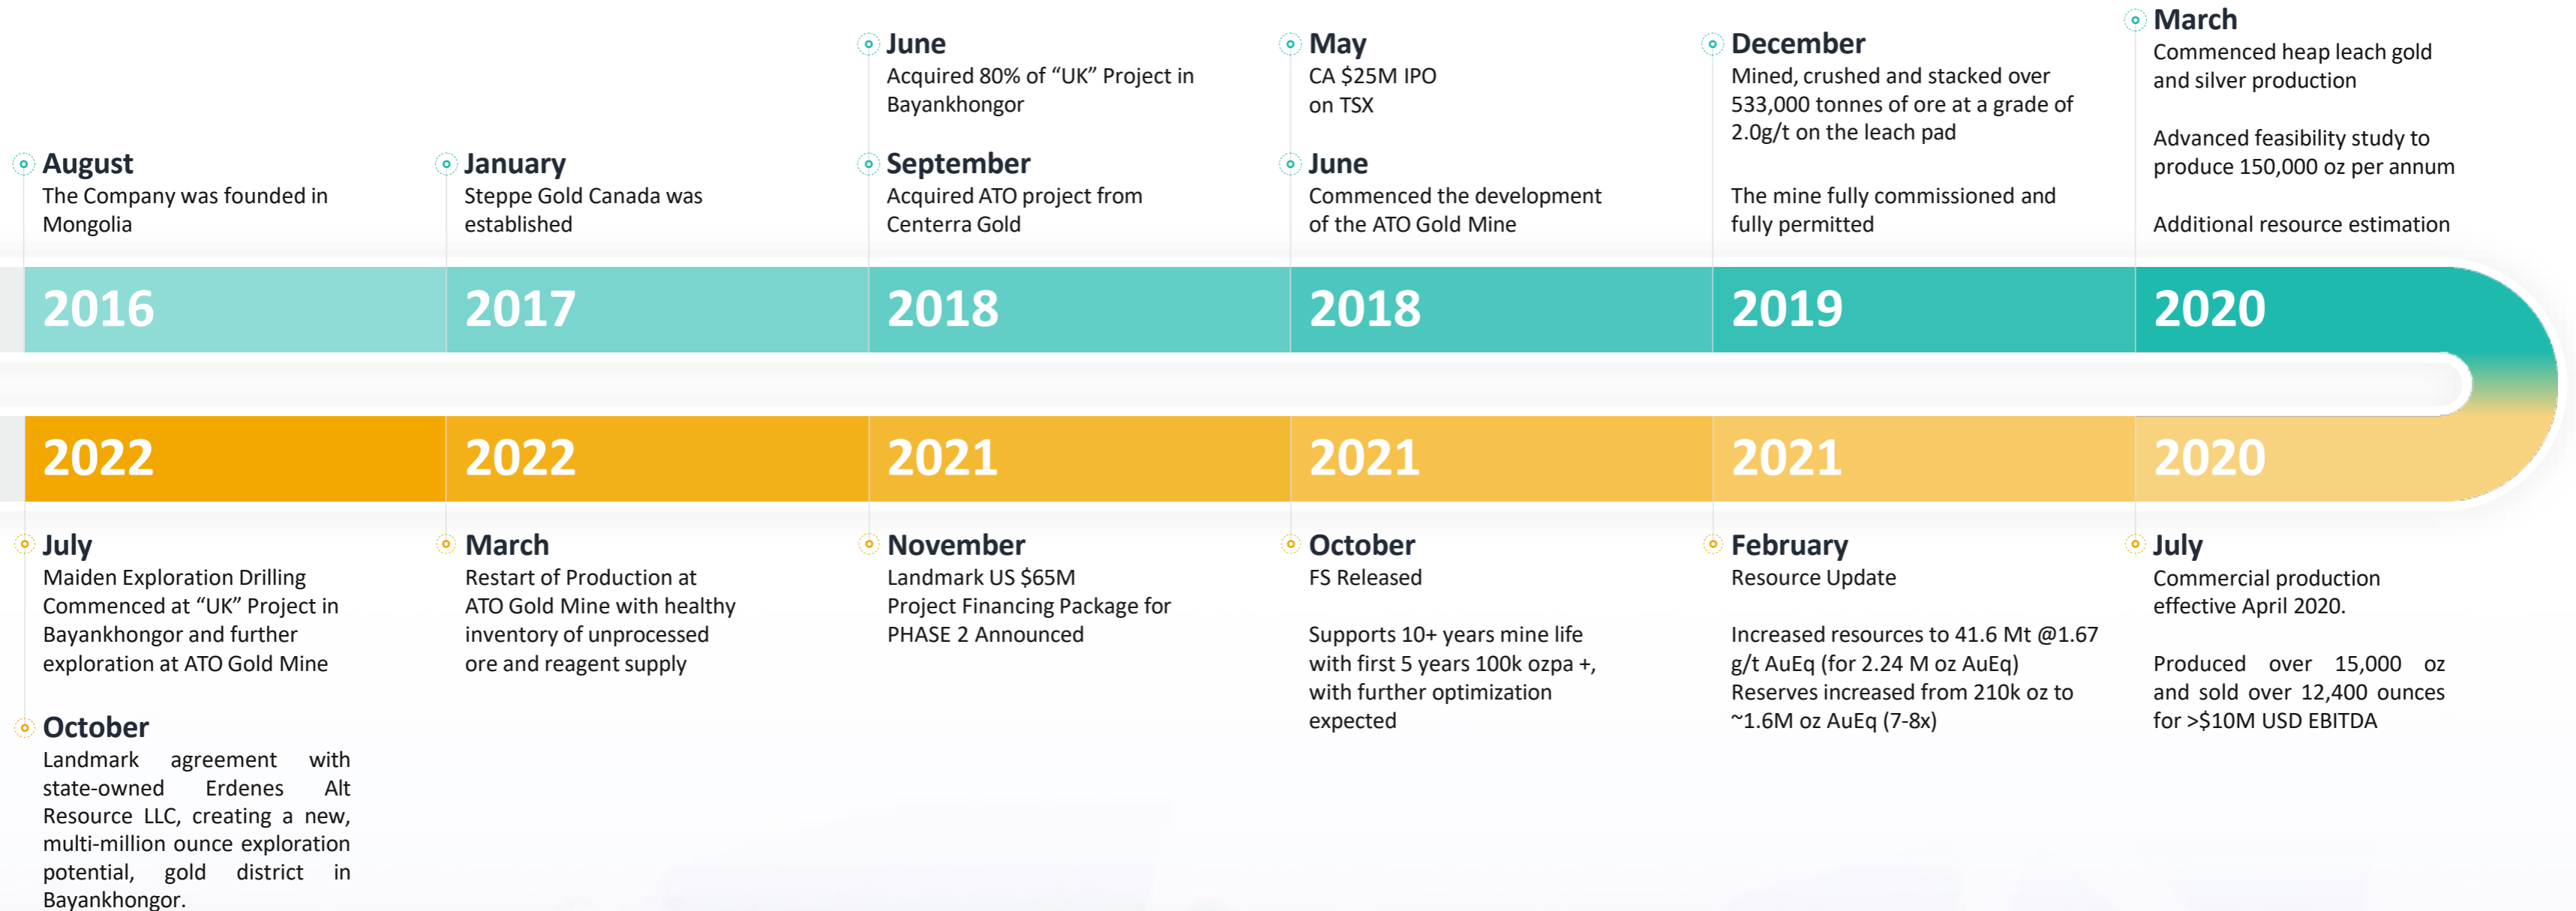 August
The Company was founded in
Mongolia
January
Steppe Gold Canada was
established
June
Acquired 80% of “UK” Project in
Bayankhongor
September
Acquired ATO project from
Centerra Gold
May
CA $25M IPO
on TSX
June
Commenced the development
of the ATO Gold Mine
December
Mined, crushed and stacked over
533,000 tonnes of ore at a grade of
2.0g/t on the leach pad
The mine fully commissioned and
fully permitted
March
Commenced heap leach gold
and silver production
Advanced feasibility study to
produce 150,000 oz per annum
Additional resource estimation
2016
2017
2018
2018
2019
2020
2022
2022
2021
2021
2021
2020
July
Maiden Exploration Drilling
Commenced at “UK” Project in
Bayankhongor and further
exploration at ATO Gold Mine
October
Landmark agreement with
state-owned Erdenes Alt
Resource LLC, creating a new,
multi-million ounce exploration
potential, gold district in
Bayankhongor.
March
Restart of Production at
ATO Gold Mine with healthy
inventory of unprocessed
ore and reagent supply
November
Landmark US $65M
Project Financing Package for
PHASE 2 Announced
October
FS Released
Supports 10+ years mine life
with first 5 years 100k ozpa +,
with further optimization
expected
February
Resource Update
Increased resources to 41.6 Mt @1.67
g/t AuEq (for 2.24 M oz AuEq)
Reserves increased from 210k oz to
~1.6M oz AuEq (7-8x)
July
Commercial production
effective April 2020.
Produced over 15,000 oz
and sold over 12,400 ounces
for >$10M USD EBITDA